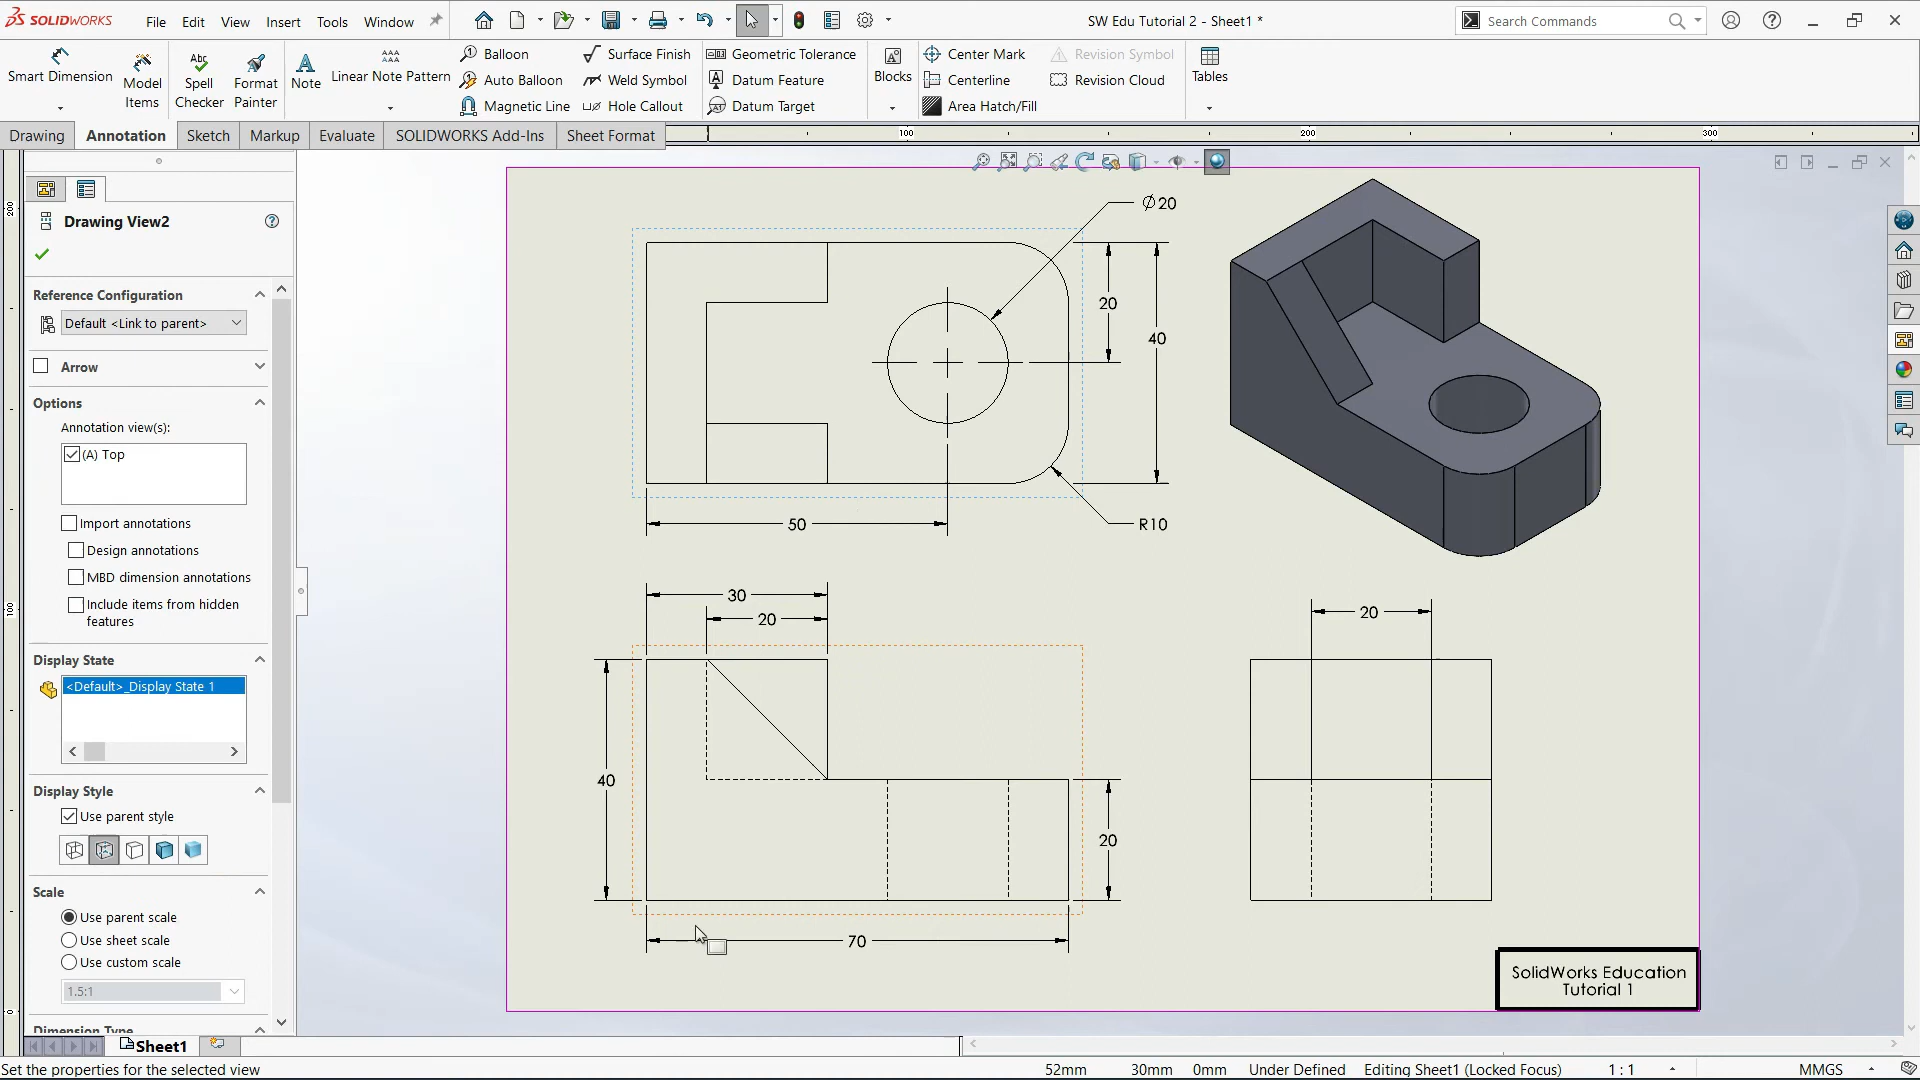 SOLIDWORKS File Edit View Insert Tools Window SW Edu Tutorial 2 - Sheet1 * Search Commands
Smart Dimension
Model
Items
Spell
Checker
Format
Painter
Note
Linear Note Pattern
Balloon
Auto Balloon
Magnetic Line
Surface Finish
Weld Symbol
Hole Callout
Geometric Tolerance
Datum Feature
Datum Target
Blocks
Center Mark
Centerline
Area Hatch/Fill
Revision Symbol
Revision Cloud
Tables
Drawing Annotation Sketch Markup Evaluate SOLIDWORKS Add-Ins Sheet Format
100 200 300
200
100
0
Drawing View2
Reference Configuration
Default <Link to parent>
Arrow
Options
Annotation view(s):
(A) Top
Import annotations
Design annotations
MBD dimension annotations
Include items from hidden
features
Display State
<Default>_Display State 1
Display Style
Use parent style
Scale
Use parent scale
Use sheet scale
Use custom scale
1.5:1
Dimension Type
Ø20
20
40
50
R10
30
20
40
20
70
20
SolidWorks Education
Tutorial 1
Sheet1
Set the properties for the selected view 52mm 30mm 0mm Under Defined Editing Sheet1 (Locked Focus) 1 : 1 MMGS